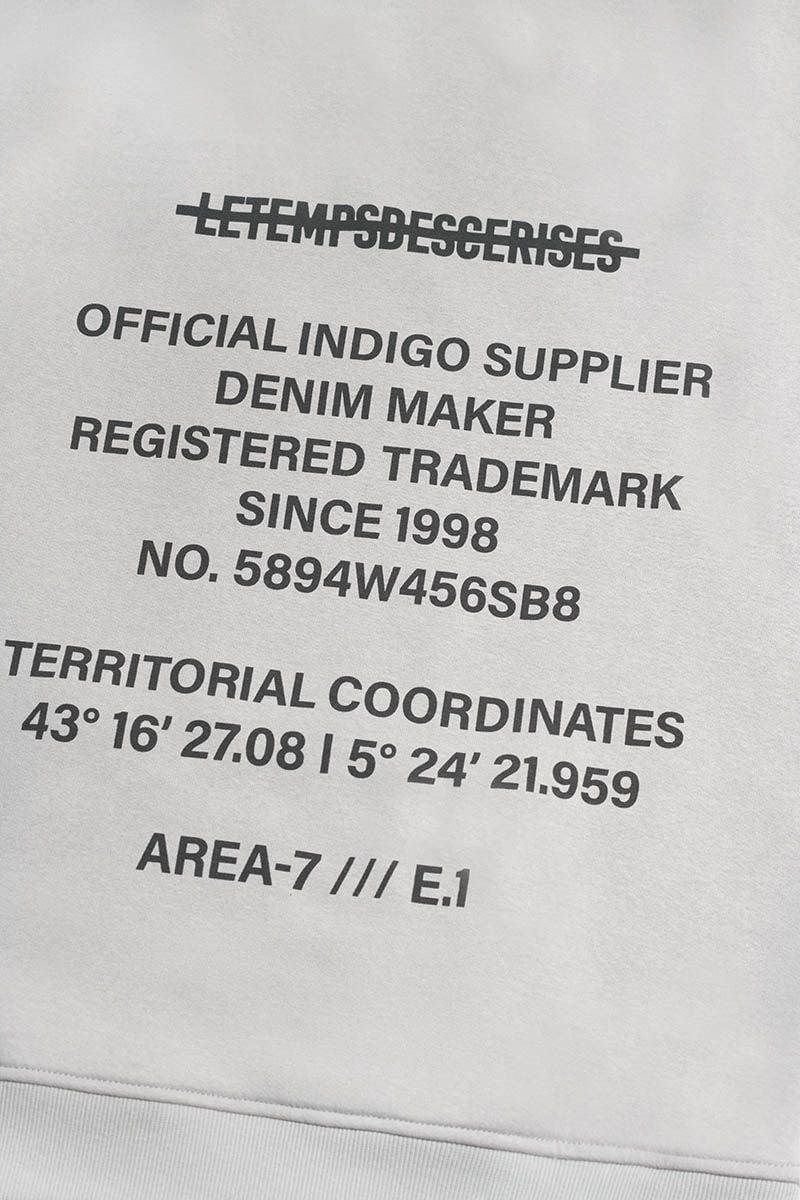 LETEMPSDESCERISES
OFFICIAL INDIGO SUPPLIER
DENIM MAKER
REGISTERED TRADEMARK
SINCE 1998
NO. 5894W456SB8
TERRITORIAL COORDINATES
43° 16′ 27.08 | 5° 24′ 21.959
AREA-7 /// E.1